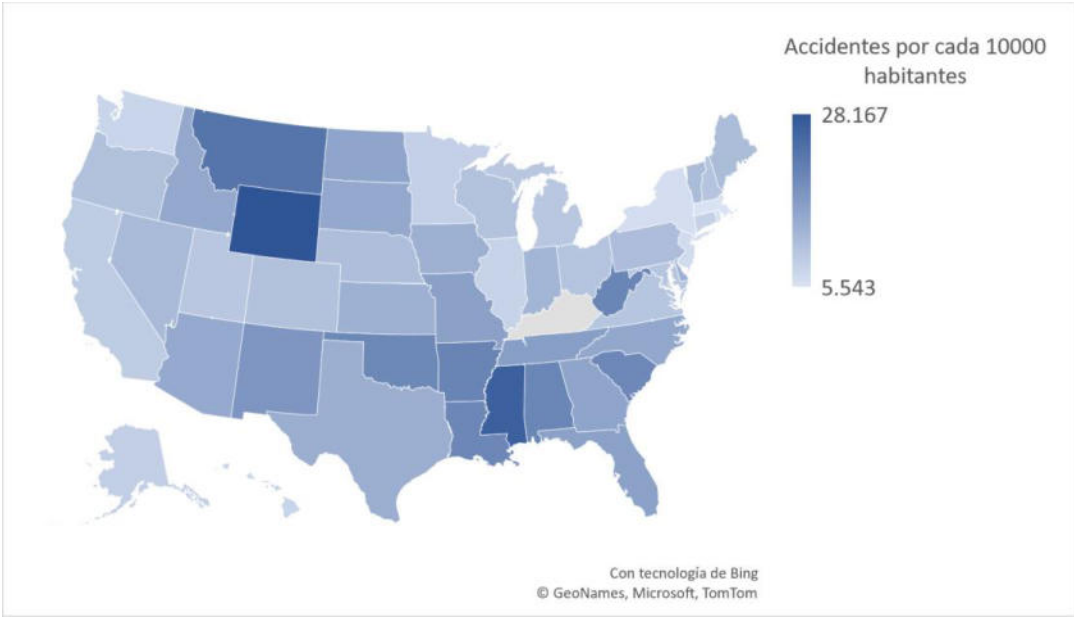 Accidentes por cada 10000
habitantes
28.167
5.543
Con tecnología de Bing
© GeoNames, Microsoft, TomTom